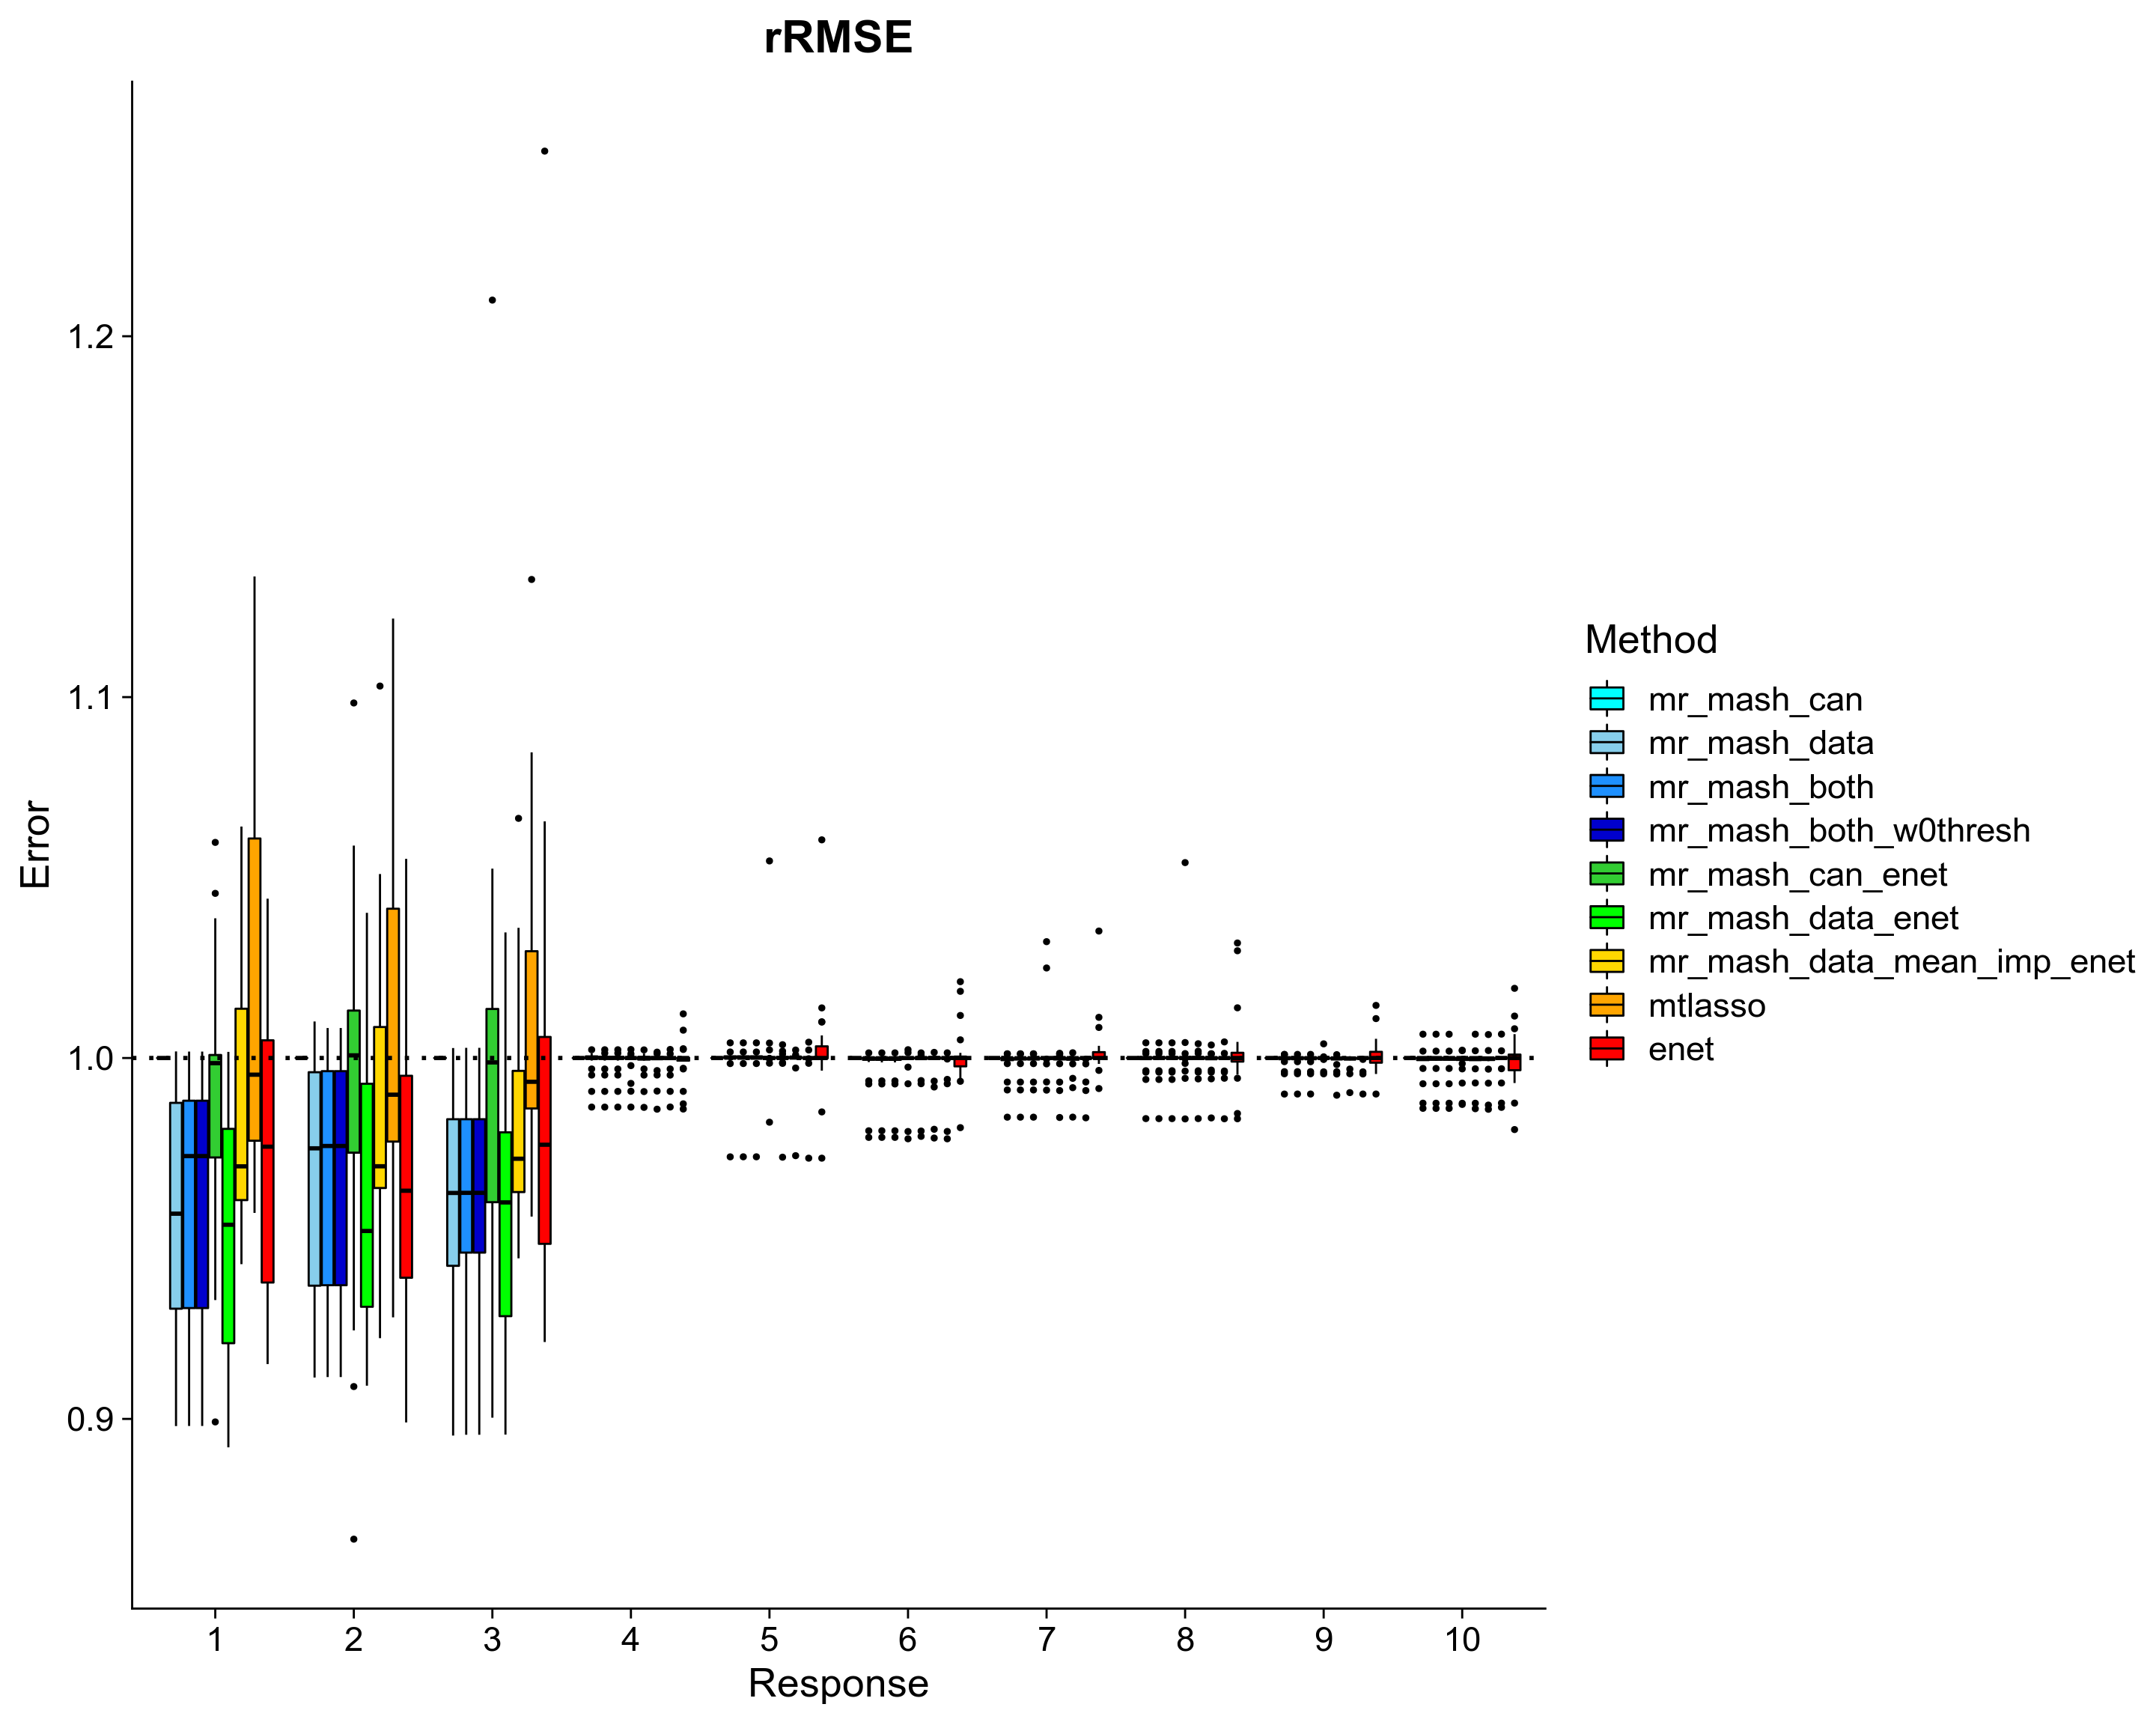 rRMSE
Error
1.2
1.1
1.0
0.9
1 2 3 4 5 6 7 8 9 10
Response
Method
mr_mash_can
mr_mash_data
mr_mash_both
mr_mash_both_w0thresh
mr_mash_can_enet
mr_mash_data_enet
mr_mash_data_mean_imp_enet
mtlasso
enet